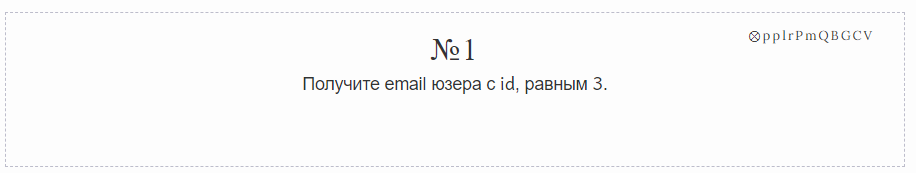 №1
⊗pplrPmQBGCV
Получите email юзера с id, равным 3.